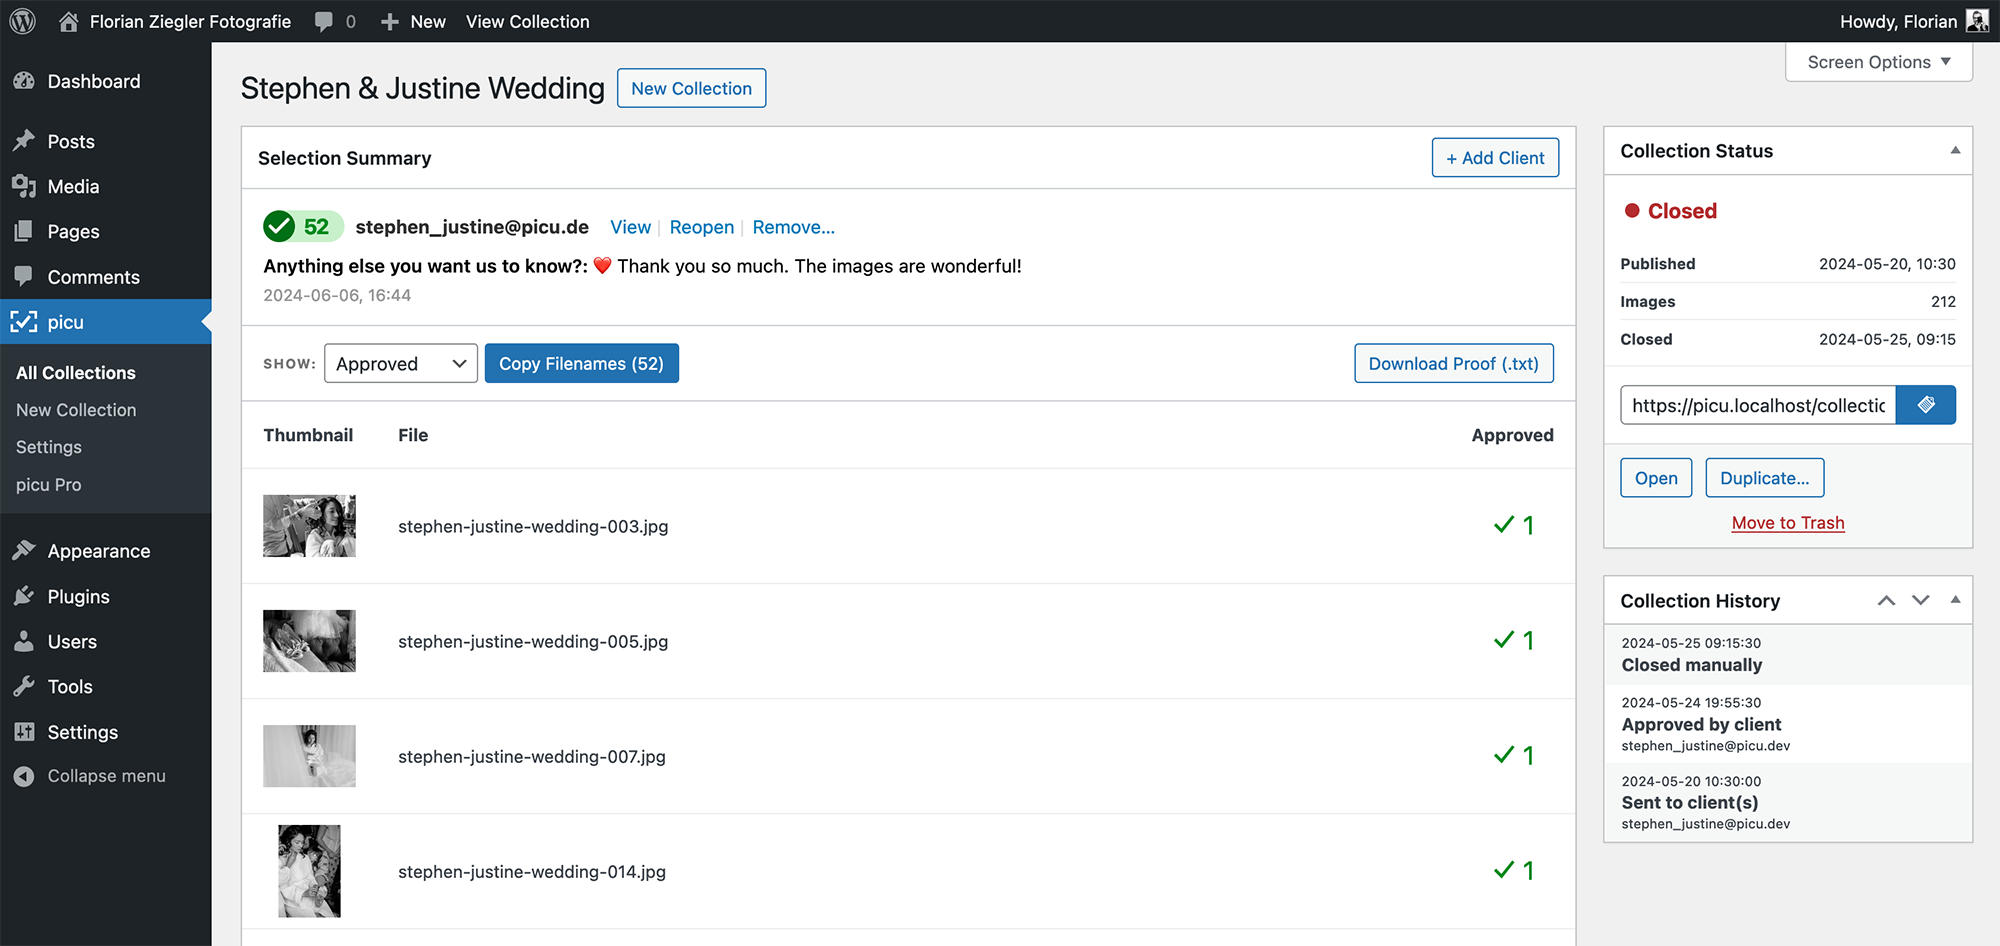 Florian Ziegler Fotografie 0 New View Collection Howdy, Florian
Dashboard
Posts
Media
Pages
Comments
picu
All Collections
New Collection
Settings
picu Pro
Appearance
Plugins
Users
Tools
Settings
Collapse menu
Screen Options
Stephen & Justine Wedding New Collection
Selection Summary + Add Client
52 stephen_justine@picu.de View Reopen Remove...
Anything else you want us to know?: ❤️ Thank you so much. The images are wonderful!
2024-06-06, 16:44
SHOW: Approved Copy Filenames (52) Download Proof (.txt)
Thumbnail File Approved
stephen-justine-wedding-003.jpg ✓ 1
stephen-justine-wedding-005.jpg ✓ 1
stephen-justine-wedding-007.jpg ✓ 1
stephen-justine-wedding-014.jpg ✓ 1
Collection Status
Closed
Published 2024-05-20, 10:30
Images 212
Closed 2024-05-25, 09:15
https://picu.localhost/collectic
Open Duplicate...
Move to Trash
Collection History
2024-05-25 09:15:30
Closed manually
2024-05-24 19:55:30
Approved by client
stephen_justine@picu.dev
2024-05-20 10:30:00
Sent to client(s)
stephen_justine@picu.dev